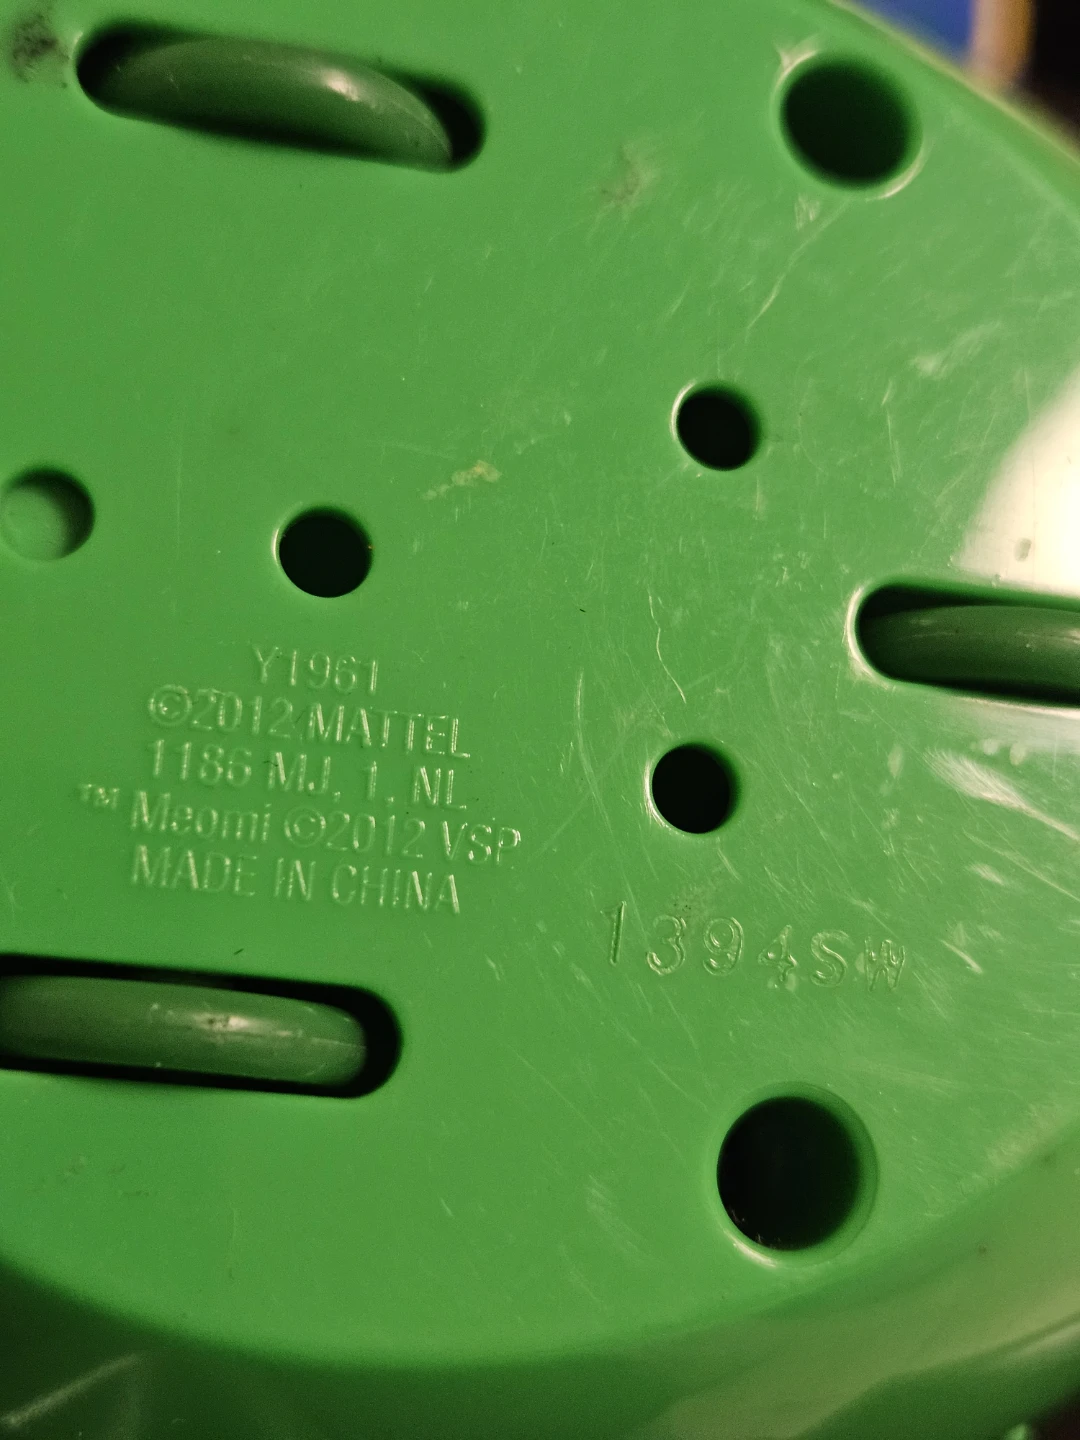 Y1961
©2012 MATTEL
1186 MJ, 1, NL
™ Meomi ©2012 VSP
MADE IN CHINA
1394SW